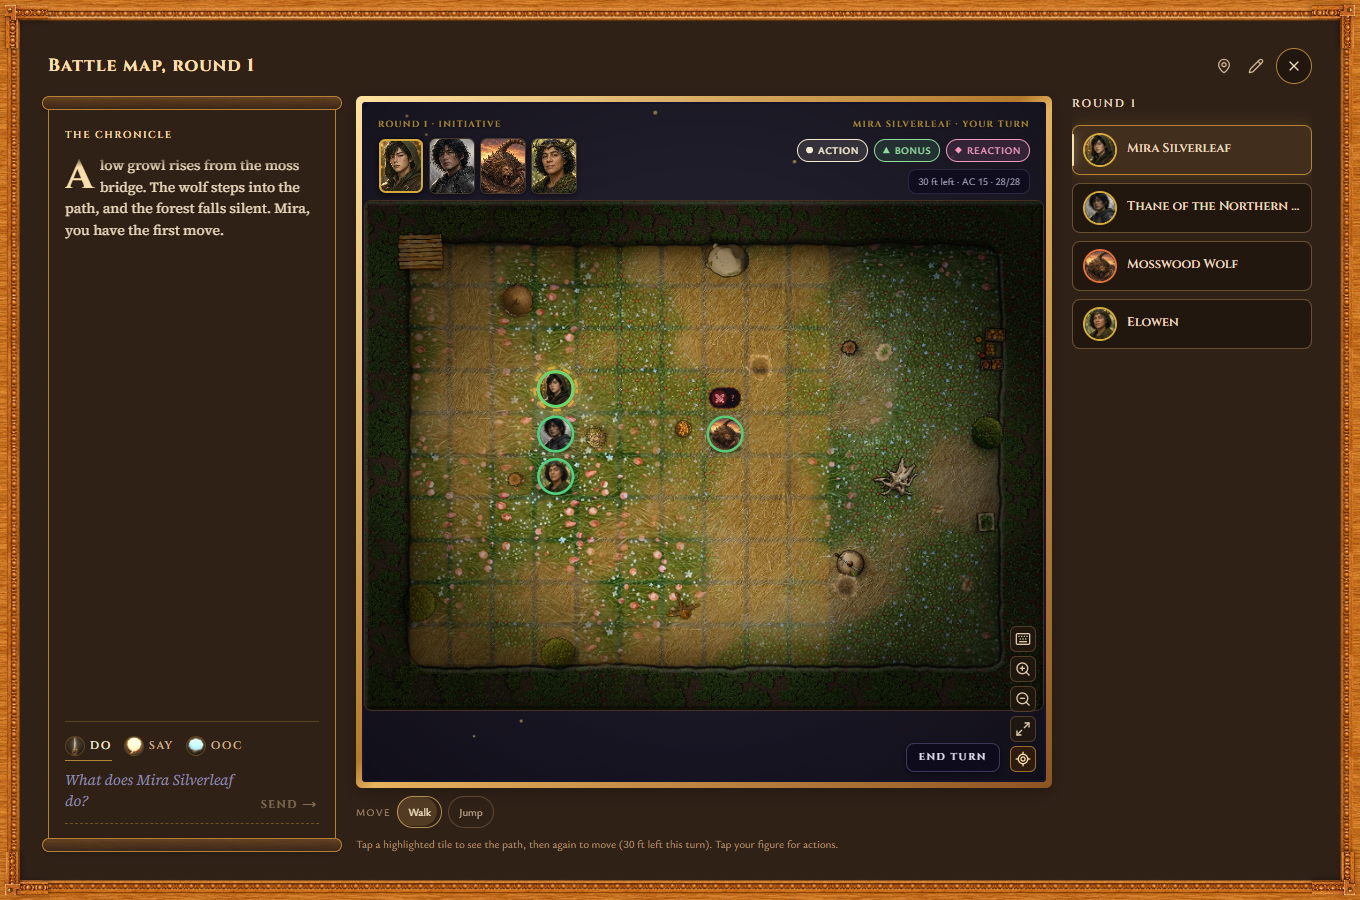 Battle map, round 1
THE CHRONICLE
A low growl rises from the moss
bridge. The wolf steps into the
path, and the forest falls silent. Mira,
you have the first move.
DO SAY OOC
What does Mira Silverleaf
do?
SEND →
ROUND 1 · INITIATIVE
MIRA SILVERLEAF · YOUR TURN
ACTION BONUS REACTION
30 ft left · AC 15 · 28/28
?
END TURN
MOVE Walk Jump
Tap a highlighted tile to see the path, then again to move (30 ft left this turn). Tap your figure for actions.
ROUND 1
Mira Silverleaf
Thane of the Northern ...
Mosswood Wolf
Elowen